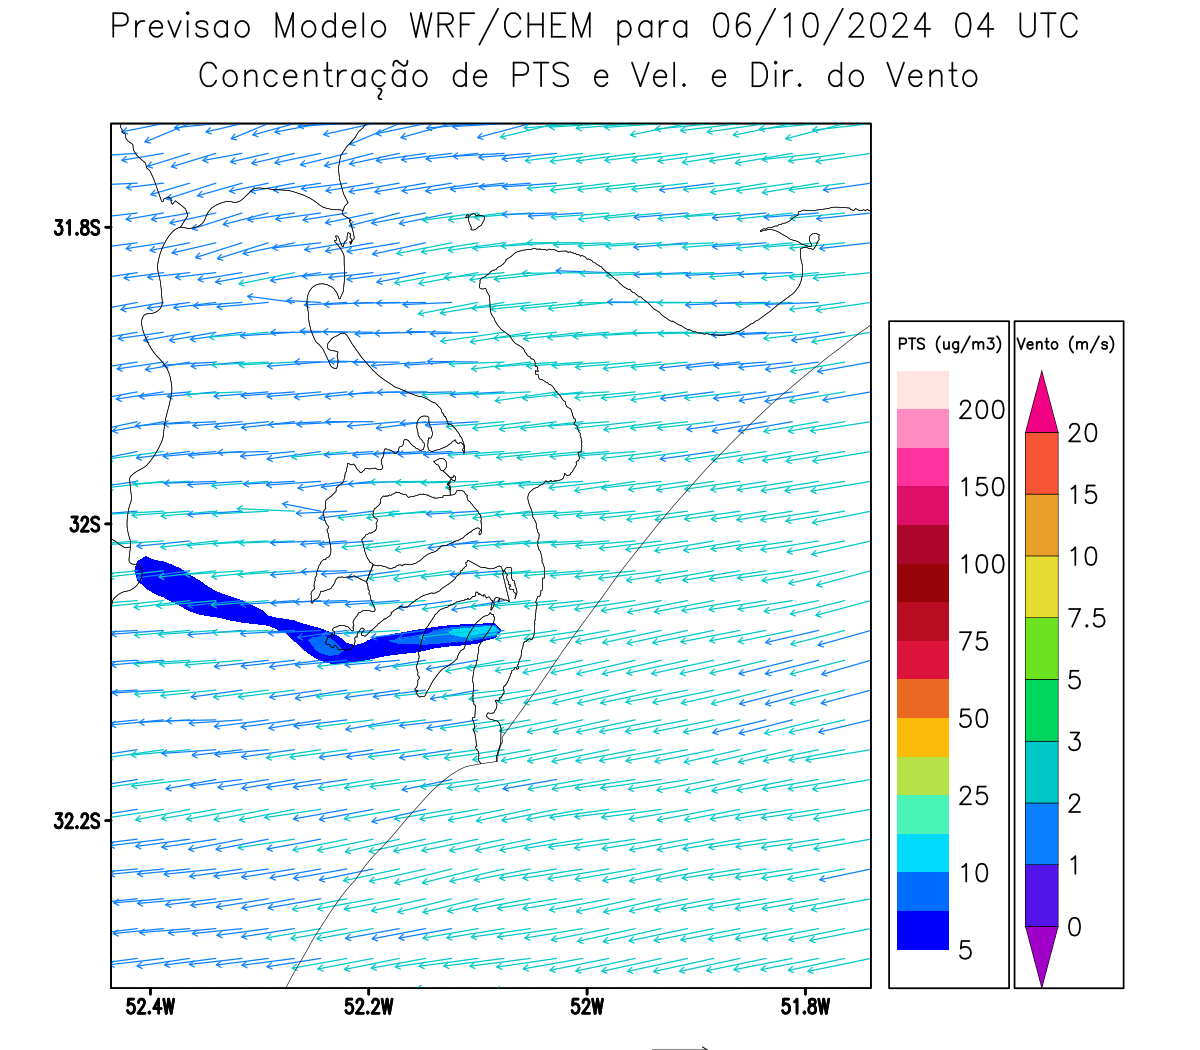 Previsao Modelo WRF/CHEM para 06/10/2024 04 UTC
Concentração de PTS e Vel. e Dir. do Vento
31.8S
32S
32.2S
52.4W
52.2W
52W
51.8W
PTS (ug/m3)
200
150
100
75
50
25
10
5
Vento (m/s)
20
15
10
7.5
5
3
2
1
0